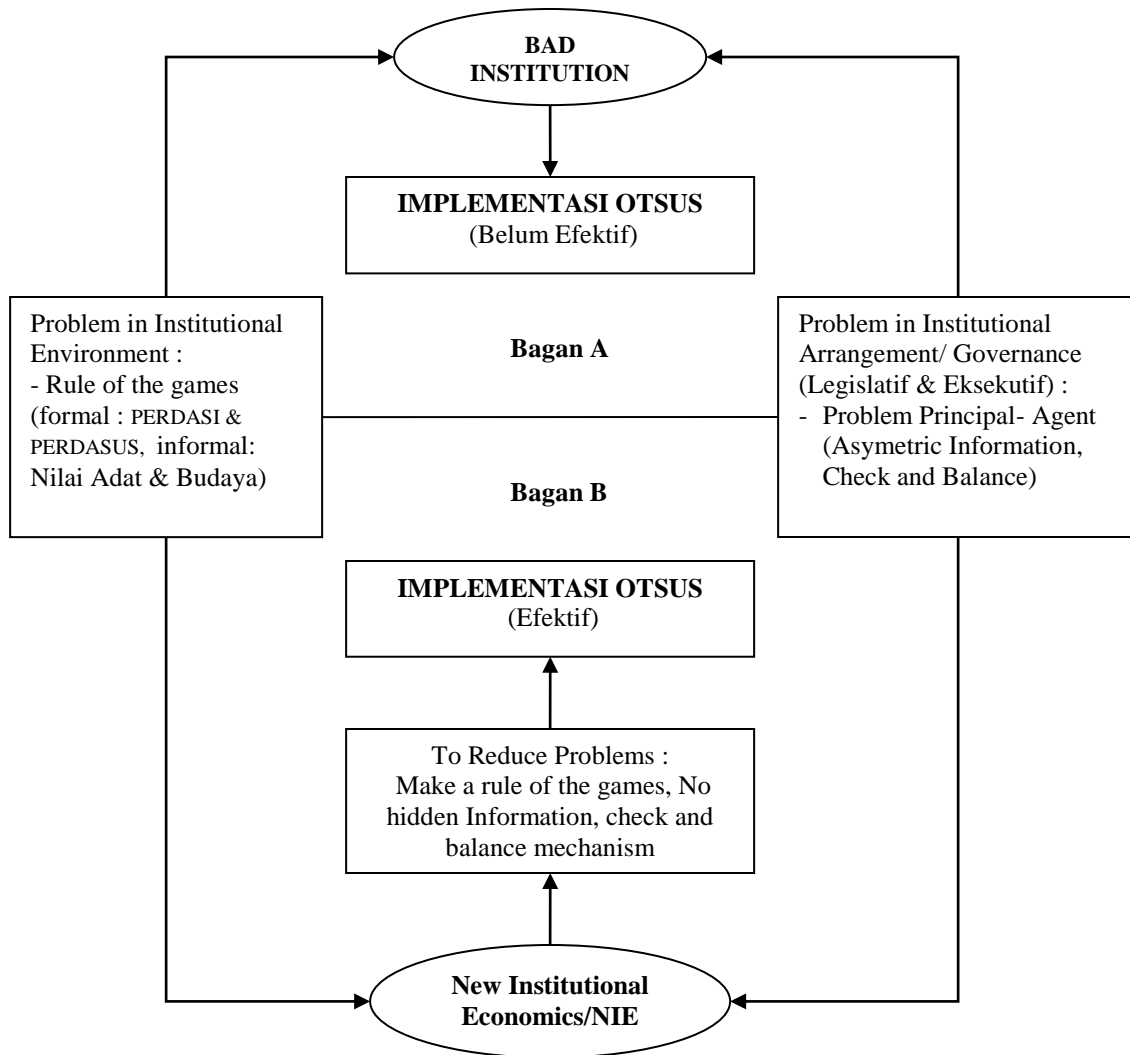 BAD
INSTITUTION
IMPLEMENTASI OTSUS
(Belum Efektif)
Problem in Institutional
Environment :
- Rule of the games
(formal : PERDASI &
PERDASUS, informal:
Nilai Adat & Budaya)
Bagan A
Bagan B
Problem in Institutional
Arrangement/ Governance
(Legislatif & Eksekutif) :
- Problem Principal- Agent
(Asymetric Information,
Check and Balance)
IMPLEMENTASI OTSUS
(Efektif)
To Reduce Problems :
Make a rule of the games, No
hidden Information, check and
balance mechanism
New Institutional
Economics/NIE